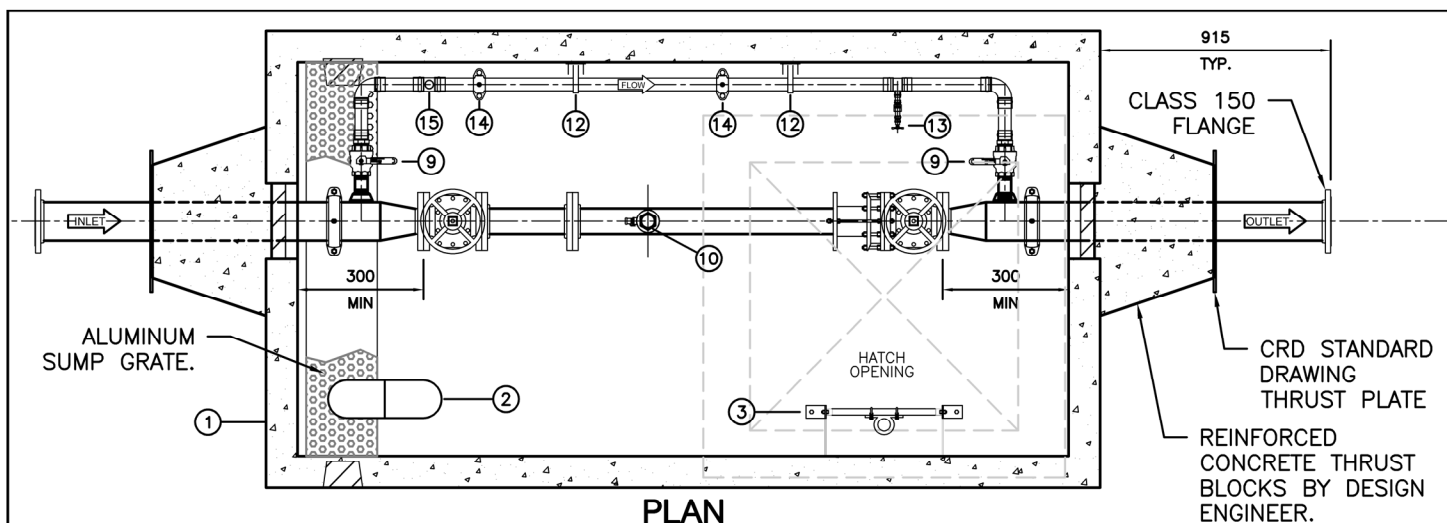 915
TYP.
CLASS 150
FLANGE
FLOW
15
14
12
14
12
13
9
9
INLET
OUTLET
10
300
MIN
300
MIN
ALUMINUM
SUMP GRATE.
HATCH
OPENING
CRD STANDARD
DRAWING
THRUST PLATE
1
2
3
REINFORCED
CONCRETE THRUST
BLOCKS BY DESIGN
ENGINEER.
PLAN